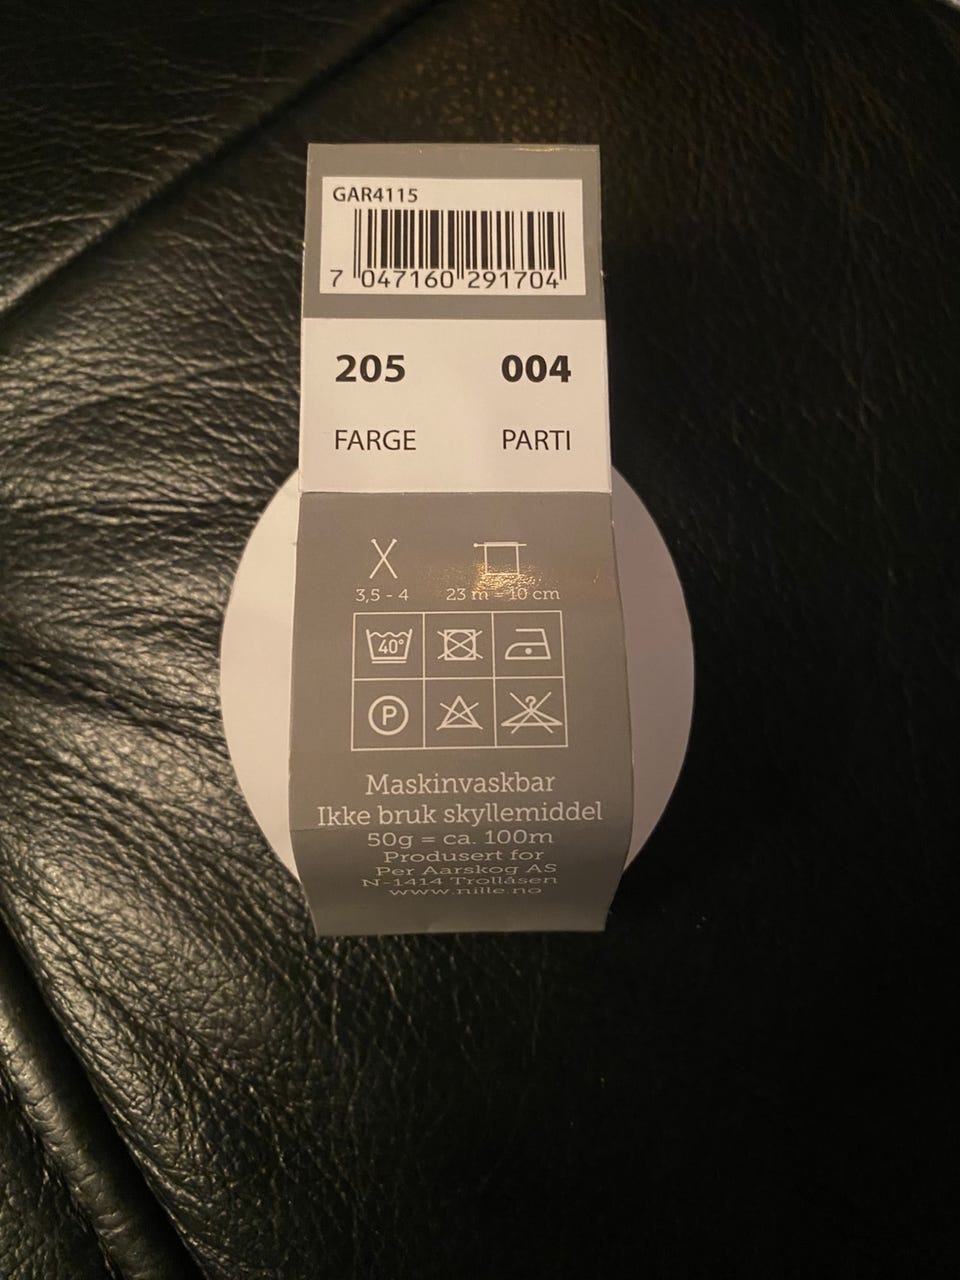 GAR4115
7 047160 291704
205 004
FARGE PARTI
3,5 - 4 23 m = 10 cm
40°
P
Maskinvaskbar
Ikke bruk skyllemiddel
50g = ca. 100m
Produsert for
Per Aarskog AS
N-1414 Trollåsen
www.nille.no